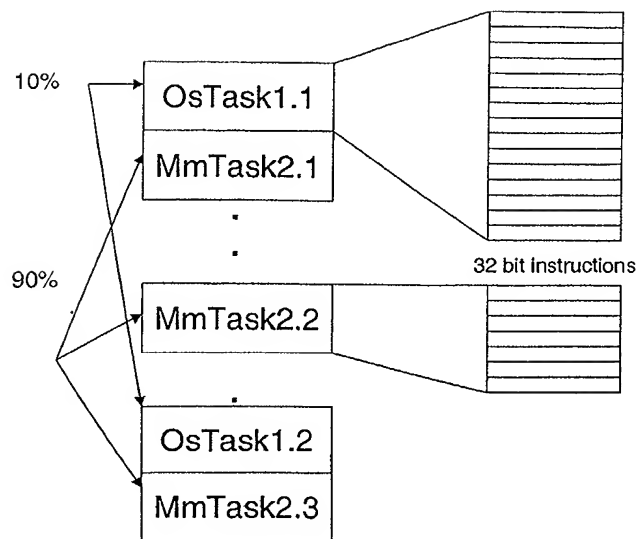 10%
OsTask1.1
MmTask2.1
32 bit instructions
90%
MmTask2.2
OsTask1.2
MmTask2.3